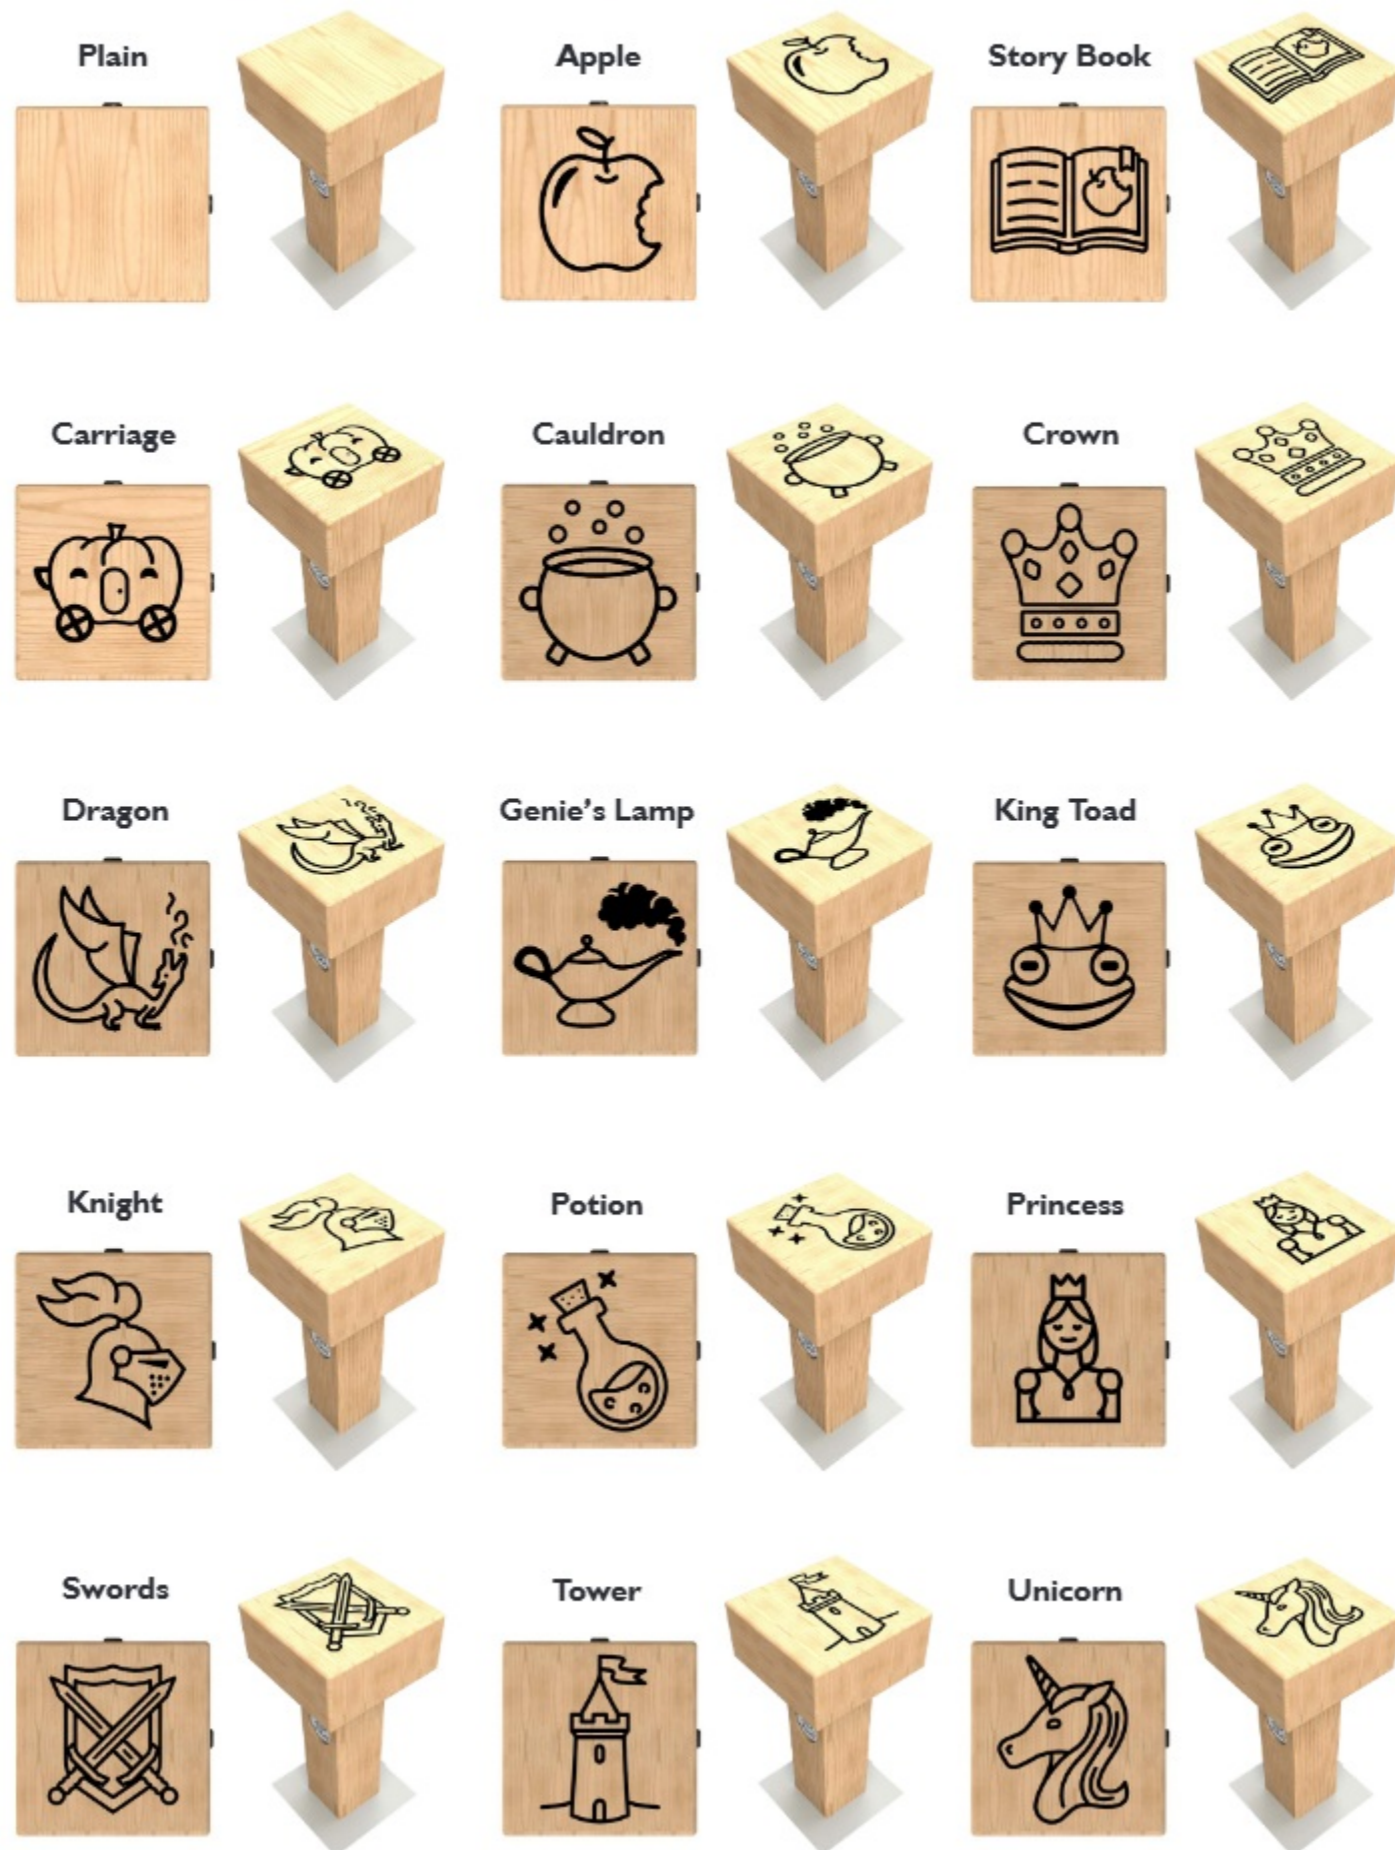 Plain
Apple
Story Book
Carriage
Cauldron
Crown
Dragon
Genie's Lamp
King Toad
Knight
Potion
Princess
Swords
Tower
Unicorn